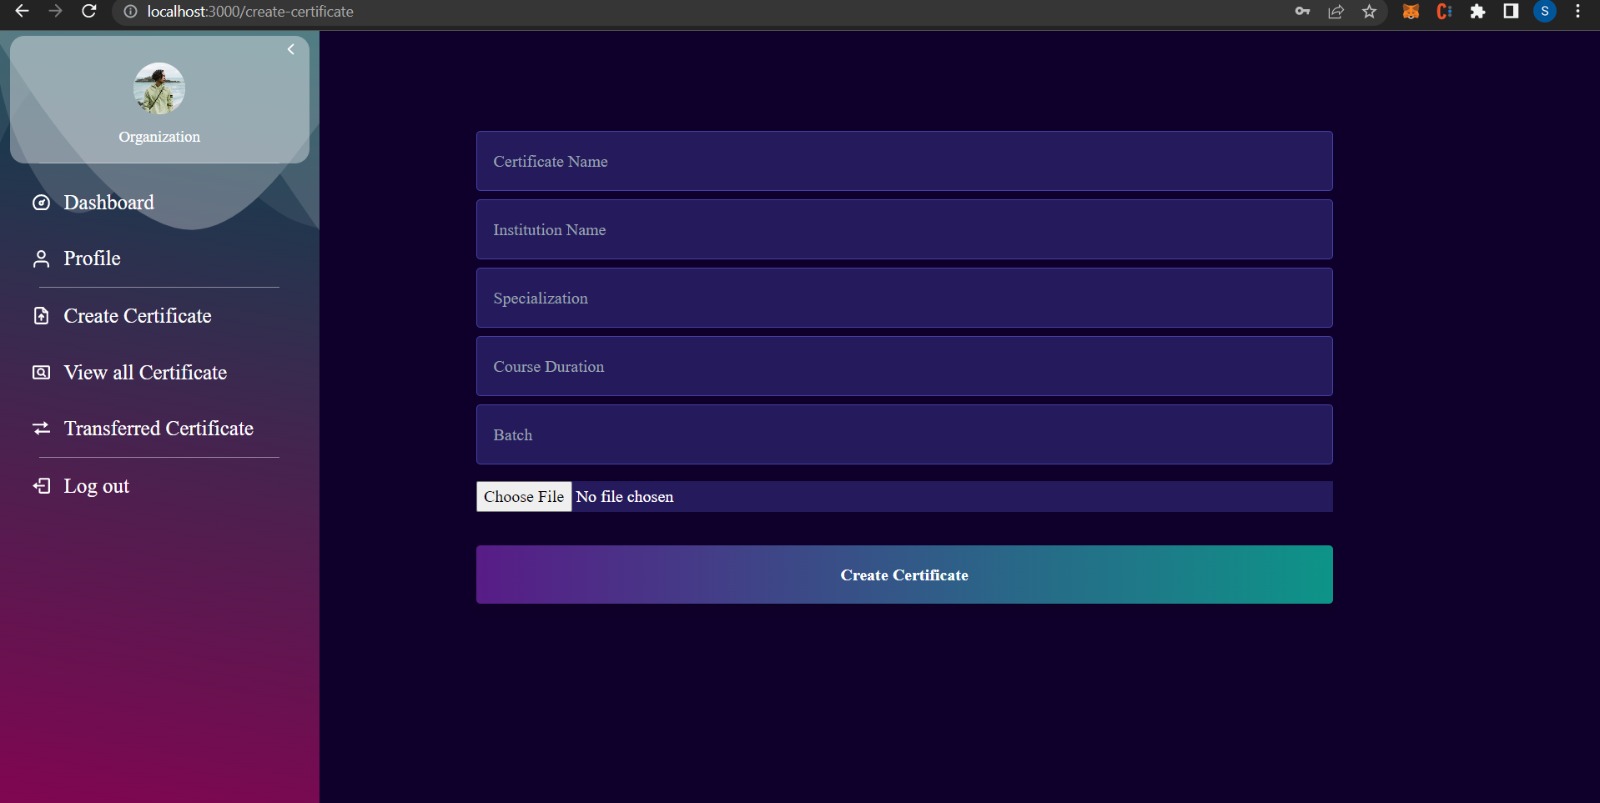 localhost:3000/create-certificate
S
Organization
Dashboard
Profile
Create Certificate
View all Certificate
Transferred Certificate
Log out
Certificate Name
Institution Name
Specialization
Course Duration
Batch
Choose File No file chosen
Create Certificate